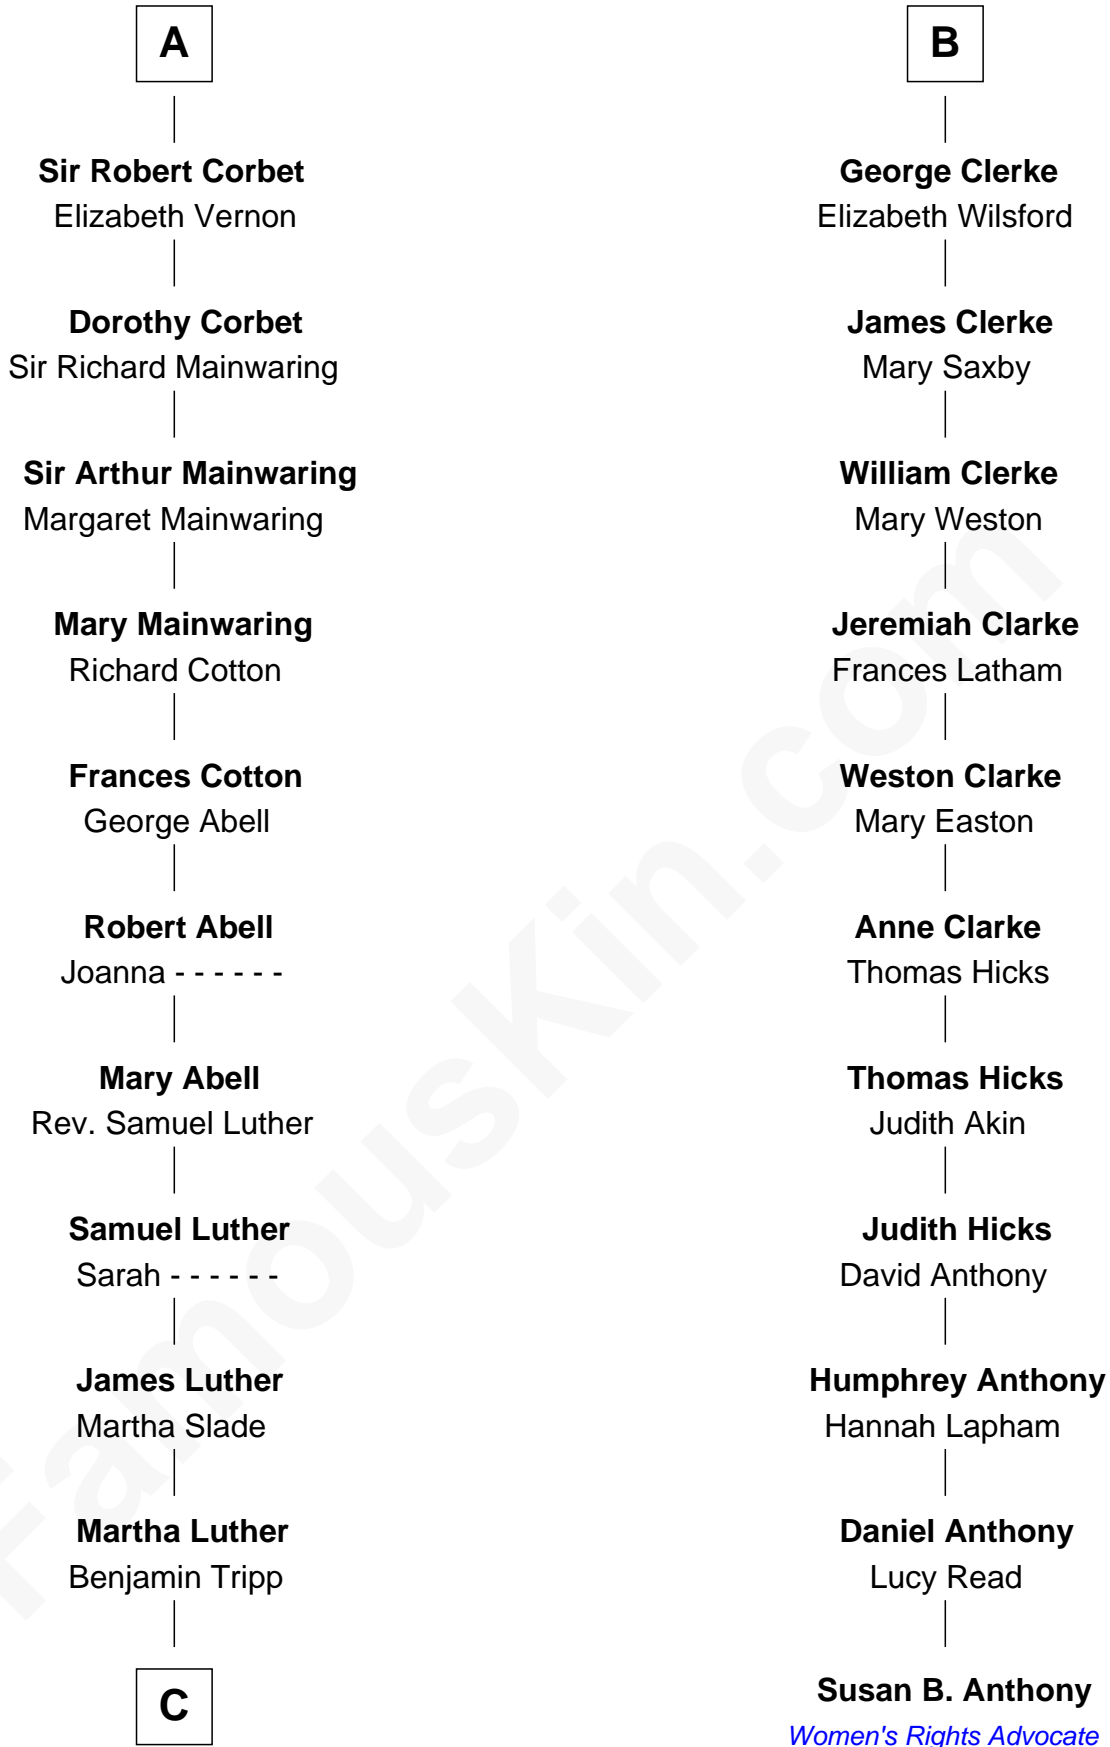 A
Sir Robert Corbet
Elizabeth Vernon
Dorothy Corbet
Sir Richard Mainwaring
Sir Arthur Mainwaring
Margaret Mainwaring
Mary Mainwaring
Richard Cotton
Frances Cotton
George Abell
Robert Abell
Joanna - - - - - -
Mary Abell
Rev. Samuel Luther
Samuel Luther
Sarah - - - - - -
James Luther
Martha Slade
Martha Luther
Benjamin Tripp
C
B
George Clerke
Elizabeth Wilsford
James Clerke
Mary Saxby
William Clerke
Mary Weston
Jeremiah Clarke
Frances Latham
Weston Clarke
Mary Easton
Anne Clarke
Thomas Hicks
Thomas Hicks
Judith Akin
Judith Hicks
David Anthony
Humphrey Anthony
Hannah Lapham
Daniel Anthony
Lucy Read
Susan B. Anthony
Women's Rights Advocate
FamousKin.com